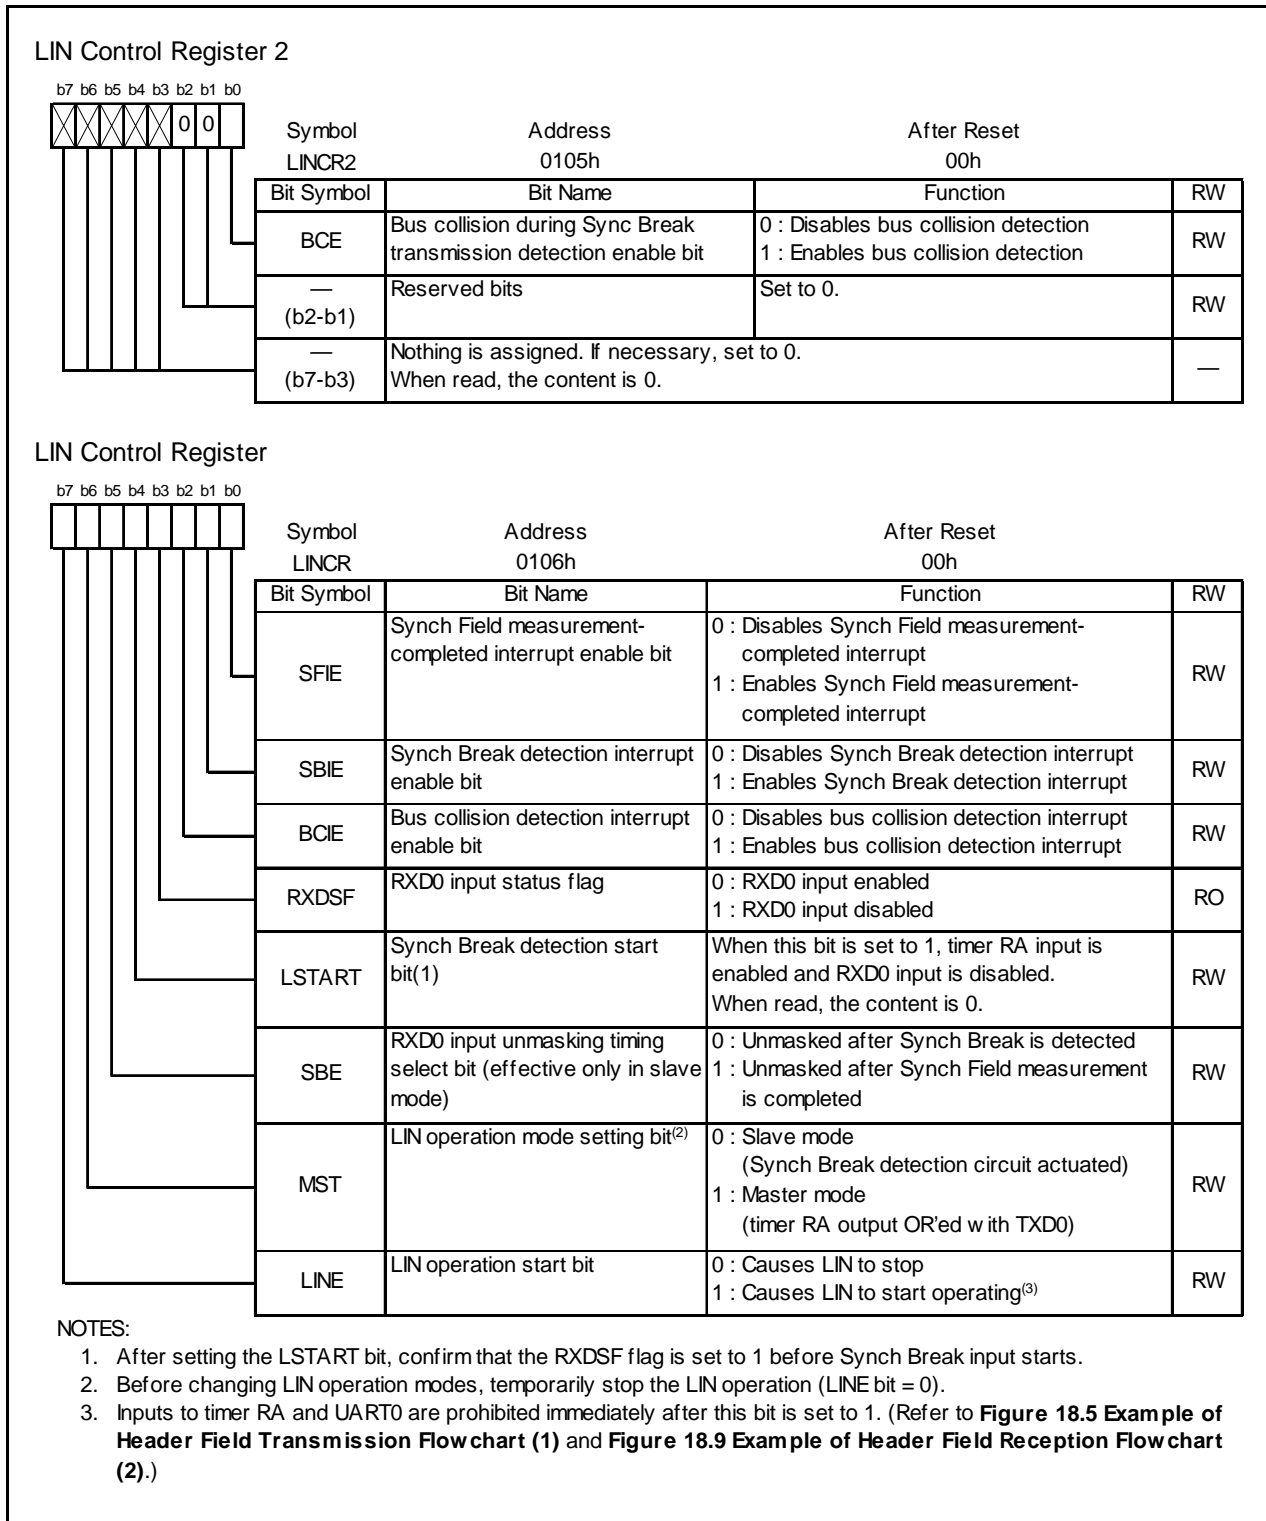 LIN Control Register 2
b7 b6 b5 b4 b3 b2 b1 b0
0 0
Symbol Address After Reset
LINCR2 0105h 00h
Bit Symbol Bit Name Function RW
BCE Bus collision during Sync Break transmission detection enable bit 0 : Disables bus collision detection RW
1 : Enables bus collision detection
— (b2-b1) Reserved bits Set to 0. RW
— (b7-b3) Nothing is assigned. If necessary, set to 0. —
When read, the content is 0.
LIN Control Register
b7 b6 b5 b4 b3 b2 b1 b0
Symbol Address After Reset
LINCR 0106h 00h
Bit Symbol Bit Name Function RW
SFIE Synch Field measurement-completed interrupt enable bit 0 : Disables Synch Field measurement-completed interrupt RW
1 : Enables Synch Field measurement-completed interrupt
SBIE Synch Break detection interrupt enable bit 0 : Disables Synch Break detection interrupt RW
1 : Enables Synch Break detection interrupt
BCIE Bus collision detection interrupt enable bit 0 : Disables bus collision detection interrupt RW
1 : Enables bus collision detection interrupt
RXDSF RXD0 input status flag 0 : RXD0 input enabled RO
1 : RXD0 input disabled
LSTART Synch Break detection start bit(1) When this bit is set to 1, timer RA input is enabled and RXD0 input is disabled. RW
When read, the content is 0.
SBE RXD0 input unmasking timing select bit (effective only in slave mode) 0 : Unmasked after Synch Break is detected RW
1 : Unmasked after Synch Field measurement is completed
MST LIN operation mode setting bit(2) 0 : Slave mode RW
(Synch Break detection circuit actuated)
1 : Master mode
(timer RA output OR'ed with TXD0)
LINE LIN operation start bit 0 : Causes LIN to stop RW
1 : Causes LIN to start operating(3)
NOTES:
1. After setting the LSTART bit, confirm that the RXDSF flag is set to 1 before Synch Break input starts.
2. Before changing LIN operation modes, temporarily stop the LIN operation (LINE bit = 0).
3. Inputs to timer RA and UART0 are prohibited immediately after this bit is set to 1. (Refer to Figure 18.5 Example of
Header Field Transmission Flowchart (1) and Figure 18.9 Example of Header Field Reception Flowchart
(2).)